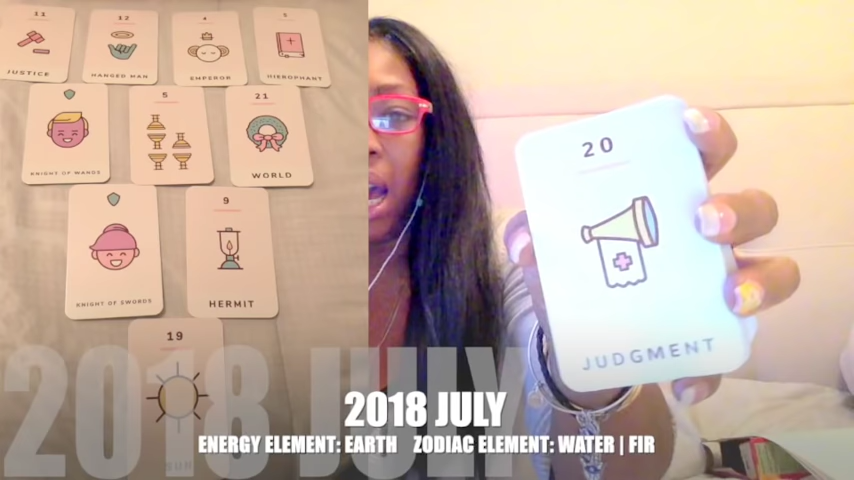 11
JUSTICE
12
HANGED MAN
4
EMPEROR
5
HIEROPHANT
KNIGHT OF WANDS
5
21
WORLD
KNIGHT OF SWORDS
9
HERMIT
19
SUN
20
JUDGMENT
2018 JULY
2018 JULY
ENERGY ELEMENT: EARTH ZODIAC ELEMENT: WATER | FIR